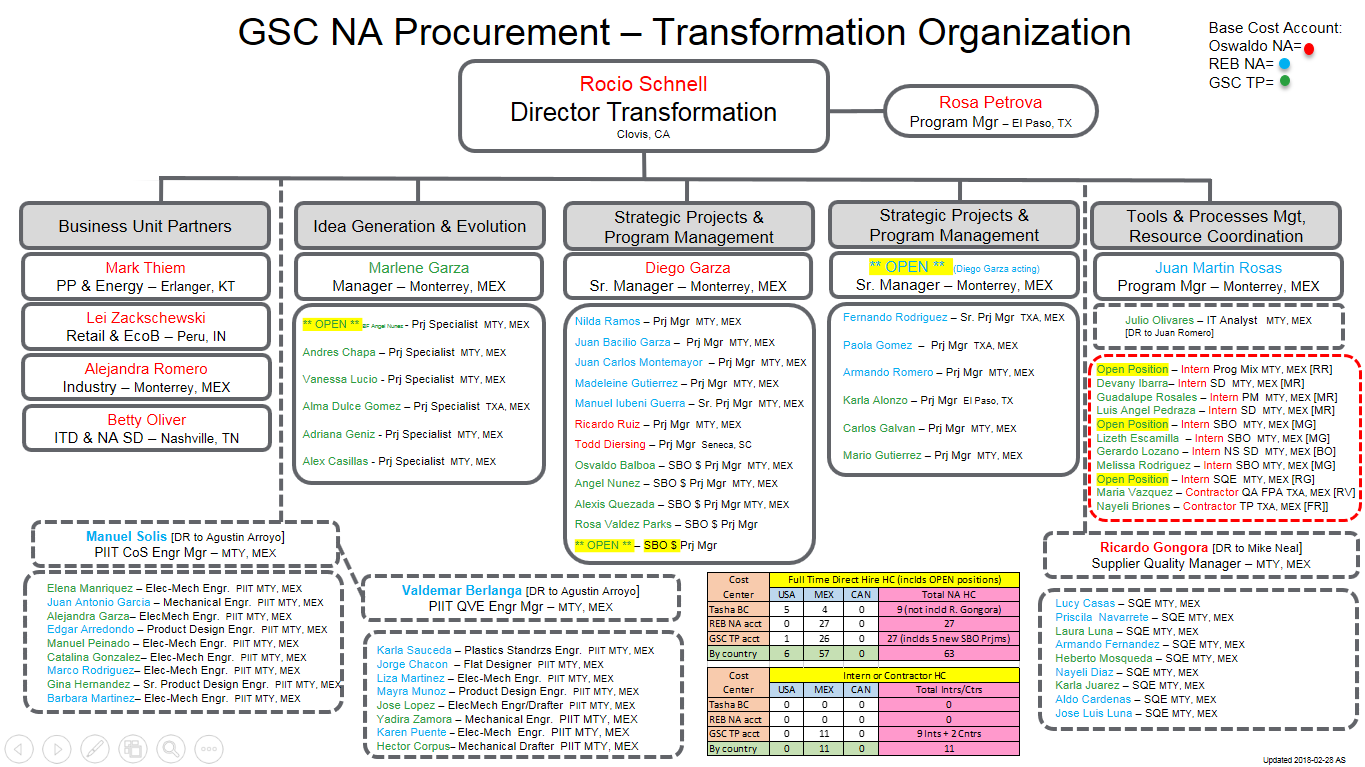 GSC NA Procurement – Transformation Organization
Base Cost Account:
Oswaldo NA=
REB NA=
GSC TP=
Rocio Schnell
Director Transformation
Clovis, CA
Rosa Petrova
Program Mgr – El Paso, TX
Business Unit Partners
Mark Thiem
PP & Energy – Erlanger, KT
Lei Zackschewski
Retail & EcoB – Peru, IN
Alejandra Romero
Industry – Monterrey, MEX
Betty Oliver
ITD & NA SD – Nashville, TN
Idea Generation & Evolution
Marlene Garza
Manager – Monterrey, MEX
** OPEN ** BF Angel Nunez - Prj Specialist MTY, MEX
Andres Chapa – Prj Specialist MTY, MEX
Vanessa Lucio - Prj Specialist MTY, MEX
Alma Dulce Gomez – Prj Specialist TXA, MEX
Adriana Geniz - Prj Specialist MTY, MEX
Alex Casillas - Prj Specialist MTY, MEX
Strategic Projects &
Program Management
Diego Garza
Sr. Manager – Monterrey, MEX
Nilda Ramos – Prj Mgr MTY, MEX
Juan Bacilio Garza – Prj Mgr MTY, MEX
Juan Carlos Montemayor – Prj Mgr MTY, MEX
Madeleine Gutierrez – Prj Mgr MTY, MEX
Manuel Iubeni Guerra – Sr. Prj Mgr MTY, MEX
Ricardo Ruiz – Prj Mgr MTY, MEX
Todd Diersing – Prj Mgr Seneca, SC
Osvaldo Balboa – SBO $ Prj Mgr MTY, MEX
Angel Nunez – SBO $ Prj Mgr MTY, MEX
Alexis Quezada – SBO $ Prj Mgr MTY, MEX
Rosa Valdez Parks – SBO $ Prj Mgr
** OPEN ** – SBO $ Prj Mgr
Strategic Projects &
Program Management
** OPEN ** (Diego Garza acting)
Sr. Manager – Monterrey, MEX
Fernando Rodriguez – Sr. Prj Mgr TXA, MEX
Paola Gomez – Prj Mgr TXA, MEX
Armando Romero – Prj Mgr MTY, MEX
Karla Alonzo – Prj Mgr El Paso, TX
Carlos Galvan – Prj Mgr MTY, MEX
Mario Gutierrez – Prj Mgr MTY, MEX
Tools & Processes Mgt,
Resource Coordination
Juan Martin Rosas
Program Mgr – Monterrey, MEX
Julio Olivares – IT Analyst MTY, MEX
[DR to Juan Romero]
Open Position – Intern Prog Mix MTY, MEX [RR]
Devany Ibarra– Intern SD MTY, MEX [MR]
Guadalupe Rosales – Intern PM MTY, MEX [MR]
Luis Angel Pedraza – Intern SD MTY, MEX [MR]
Open Position – Intern SBO MTY, MEX [MG]
Lizeth Escamilla – Intern SBO MTY, MEX [MG]
Gerardo Lozano – Intern NS SD MTY, MEX [BO]
Melissa Rodriguez – Intern SBO MTY, MEX [MG]
Open Position – Intern SQE MTY, MEX [RG]
Maria Vazquez – Contractor QA FPA TXA, MEX [RV]
Nayeli Briones – Contractor TP TXA, MEX [FR]]
Manuel Solis [DR to Agustin Arroyo]
PIIT CoS Engr Mgr – MTY, MEX
Elena Manriquez – Elec-Mech Engr. PIIT MTY, MEX
Juan Antonio Garcia – Mechanical Engr. PIIT MTY, MEX
Alejandra Garza– ElecMech Engr. PIIT MTY, MEX
Edgar Arredondo – Product Design Engr. PIIT MTY, MEX
Manuel Peinado – Elec-Mech Engr. PIIT MTY, MEX
Catalina Gonzalez– Elec-Mech Engr. PIIT MTY, MEX
Marco Rodriguez– Elec-Mech Engr. PIIT MTY, MEX
Gina Hernandez – Sr. Product Design Engr. PIIT MTY, MEX
Barbara Martinez– Elec-Mech Engr. PIIT MTY, MEX
Valdemar Berlanga [DR to Agustin Arroyo]
PIIT QVE Engr Mgr – MTY, MEX
Karla Sauceda – Plastics Standrzs Engr. PIIT MTY, MEX
Jorge Chacon – Flat Designer PIIT MTY, MEX
Liza Martinez – Elec-Mech Engr. PIIT MTY, MEX
Mayra Munoz – Product Design Engr. PIIT MTY, MEX
Jose Lopez – ElecMech Engr/Drafter PIIT MTY, MEX
Yadira Zamora – Mechanical Engr. PIIT MTY, MEX
Karen Puente – Elec-Mech Engr. PIIT MTY, MEX
Hector Corpus– Mechanical Drafter PIIT MTY, MEX
Cost Center Full Time Direct Hire HC (inclds OPEN positions)
USA MEX CAN Total NA HC
Tasha BC 5 4 0 9 (not incld R. Gongora)
REB NA acct 0 27 0 27
GSC TP acct 1 26 0 27 (inclds 5 new SBO Prjms)
By country 6 57 0 63
Cost Center Intern or Contractor HC
USA MEX CAN Total Intrs/Ctrs
Tasha BC 0 0 0 0
REB NA acct 0 0 0 0
GSC TP acct 0 11 0 9 Ints + 2 Cntrs
By country 0 11 0 11
Ricardo Gongora [DR to Mike Neal]
Supplier Quality Manager – MTY, MEX
Lucy Casas – SQE MTY, MEX
Priscila Navarrete – SQE MTY, MEX
Laura Luna – SQE MTY, MEX
Armando Fernandez – SQE MTY, MEX
Heberto Mosqueda – SQE MTY, MEX
Nayeli Diaz – SQE MTY, MEX
Karla Juarez – SQE MTY, MEX
Aldo Cardenas – SQE MTY, MEX
Jose Luis Luna – SQE MTY, MEX
Updated 2018-02-28 AS